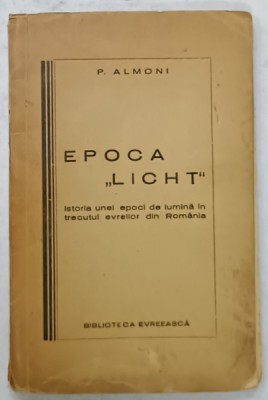 P. ALMONI
EPOCA
„LICHT“
Istoria unei epoci de lumină în
trecutul evreilor din România
BIBLIOTECA EVREEASCĂ